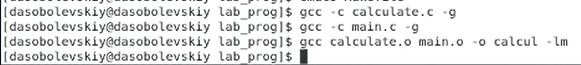 [dasobolevskiy@dasobolevskiy lab_prog]$ gcc -c calculate.c -g
[dasobolevskiy@dasobolevskiy lab_prog]$ gcc -c main.c -g
[dasobolevskiy@dasobolevskiy lab_prog]$ gcc calculate.o main.o -o calcul -lm
[dasobolevskiy@dasobolevskiy lab_prog]$